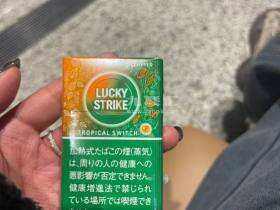 LUCKY
STRIKE
TROPICAL SWITCH
加熱式たばこの煙(蒸気)
は、周りの人の健康への
悪影響が否定できません。
健康増進法で禁じられ
ている場所では喫煙でき